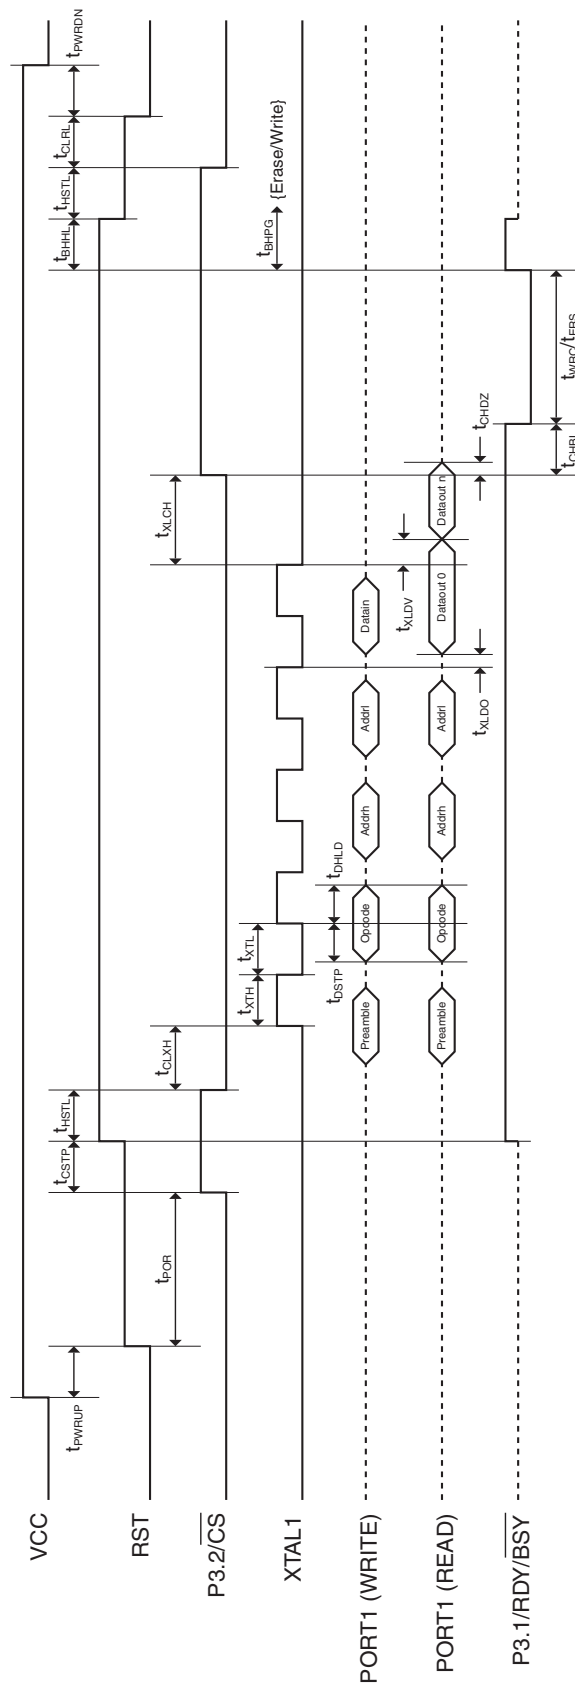 VCC
RST
P3.2/CS
XTAL1
PORT1 (WRITE)
PORT1 (READ)
P3.1/RDY/BSY
tPWRUP
tPOR
tCSTP
tHSTL
tCLXH
tXTH
tXTL
tDSTP
tDHLD
tXLCH
tXLDO
tXLDV
tCHDZ
tCHBL
tWRC/tERS
tBHPG
{Erase/Write}
tBHHL
tHSTL
tCLRL
tPWRDN
Preamble
Opcode
Addrh
Addrl
Datain
Preamble
Opcode
Addrh
Addrl
Dataout 0
Dataout n